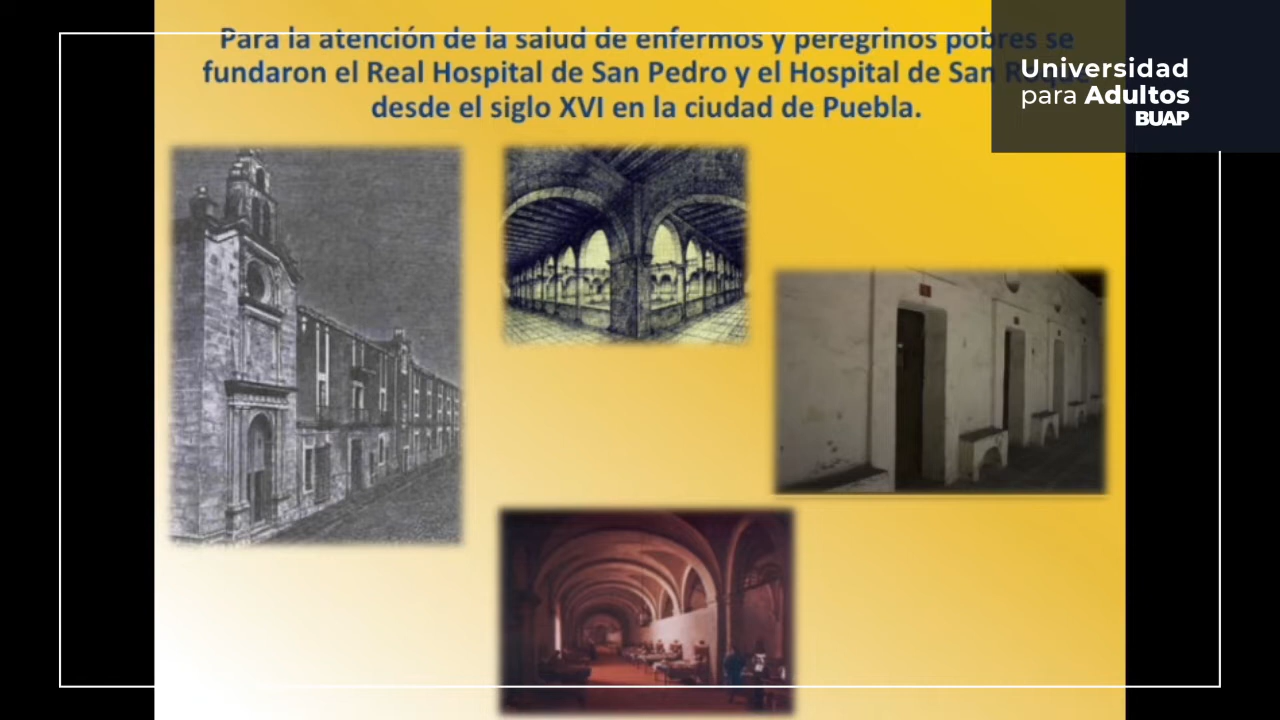 Para la atención de la salud de enfermos y peregrinos pobres se
fundaron el Real Hospital de San Pedro y el Hospital de San
desde el siglo XVI en la ciudad de Puebla.
Universidad
para Adultos
BUAP